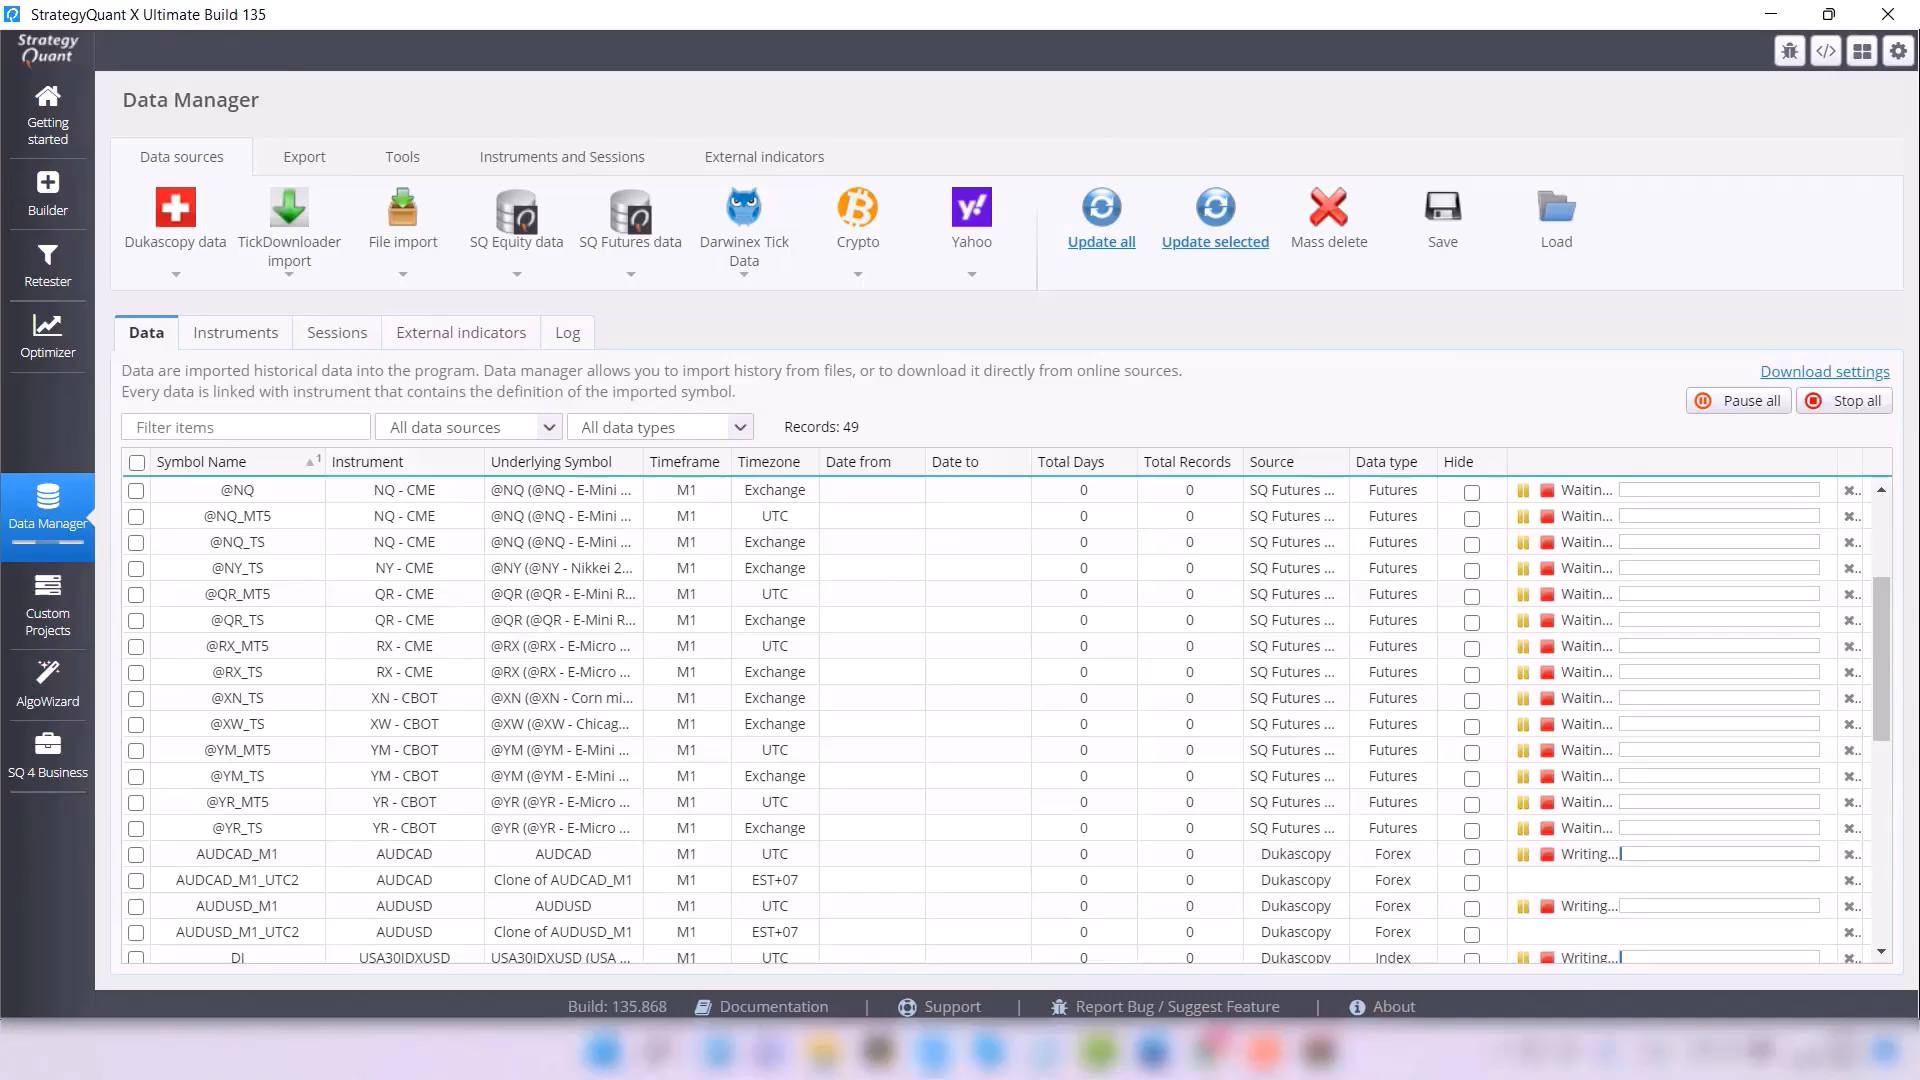 StrategyQuant X Ultimate Build 135
Strategy
Quant
Getting
started
Builder
Retester
Optimizer
Data Manager
Custom
Projects
AlgoWizard
SQ 4 Business
Data Manager
Data sources Export Tools Instruments and Sessions External indicators
Dukascopy data TickDownloader import File import SQ Equity data SQ Futures data Darwinex Tick Data Crypto Yahoo Update all Update selected Mass delete Save Load
Data Instruments Sessions External indicators Log
Data are imported historical data into the program. Data manager allows you to import history from files, or to download it directly from online sources.
Every data is linked with instrument that contains the definition of the imported symbol.
Download settings
Pause all Stop all
Filter items All data sources All data types Records: 49
Symbol Name 1 Instrument Underlying Symbol Timeframe Timezone Date from Date to Total Days Total Records Source Data type Hide
@NQ NQ - CME @NQ (@NQ - E-Mini ... M1 Exchange 0 0 SQ Futures ... Futures Waitin...
@NQ_MT5 NQ - CME @NQ (@NQ - E-Mini ... M1 UTC 0 0 SQ Futures ... Futures Waitin...
@NQ_TS NQ - CME @NQ (@NQ - E-Mini ... M1 Exchange 0 0 SQ Futures ... Futures Waitin...
@NY_TS NY - CME @NY (@NY - Nikkei 2... M1 Exchange 0 0 SQ Futures ... Futures Waitin...
@QR_MT5 QR - CME @QR (@QR - E-Mini R... M1 UTC 0 0 SQ Futures ... Futures Waitin...
@QR_TS QR - CME @QR (@QR - E-Mini R... M1 Exchange 0 0 SQ Futures ... Futures Waitin...
@RX_MT5 RX - CME @RX (@RX - E-Micro ... M1 UTC 0 0 SQ Futures ... Futures Waitin...
@RX_TS RX - CME @RX (@RX - E-Micro ... M1 Exchange 0 0 SQ Futures ... Futures Waitin...
@XN_TS XN - CBOT @XN (@XN - Corn mi... M1 Exchange 0 0 SQ Futures ... Futures Waitin...
@XW_TS XW - CBOT @XW (@XW - Chicag... M1 Exchange 0 0 SQ Futures ... Futures Waitin...
@YM_MT5 YM - CBOT @YM (@YM - E-Mini ... M1 UTC 0 0 SQ Futures ... Futures Waitin...
@YM_TS YM - CBOT @YM (@YM - E-Mini ... M1 Exchange 0 0 SQ Futures ... Futures Waitin...
@YR_MT5 YR - CBOT @YR (@YR - E-Micro ... M1 UTC 0 0 SQ Futures ... Futures Waitin...
@YR_TS YR - CBOT @YR (@YR - E-Micro ... M1 Exchange 0 0 SQ Futures ... Futures Waitin...
AUDCAD_M1 AUDCAD AUDCAD M1 UTC 0 0 Dukascopy Forex Writing...
AUDCAD_M1_UTC2 AUDCAD Clone of AUDCAD_M1 M1 EST+07 0 0 Dukascopy Forex
AUDUSD_M1 AUDUSD AUDUSD M1 UTC 0 0 Dukascopy Forex Writing...
AUDUSD_M1_UTC2 AUDUSD Clone of AUDUSD_M1 M1 EST+07 0 0 Dukascopy Forex
DJ USA30IDXUSD USA30IDXUSD (USA ... M1 UTC 0 0 Dukascopy Index Writing...
Build: 135.868 Documentation | Support | Report Bug / Suggest Feature | About